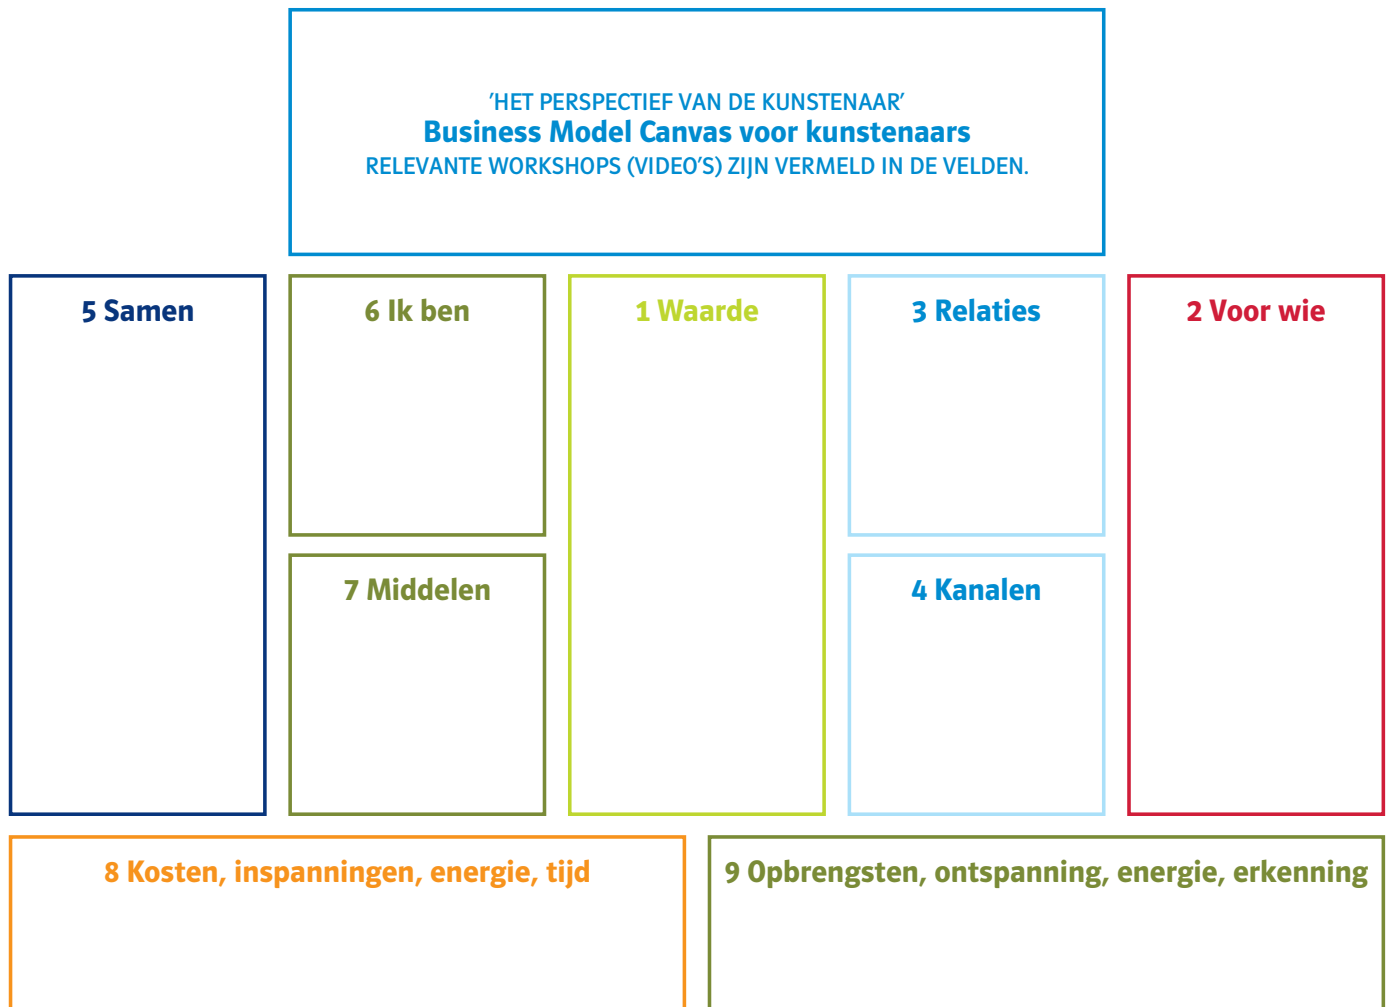 'HET PERSPECTIEF VAN DE KUNSTENAAR'
Business Model Canvas voor kunstenaars
RELEVANTE WORKSHOPS (VIDEO'S) ZIJN VERMELD IN DE VELDEN.
5 Samen
6 Ik ben
1 Waarde
3 Relaties
2 Voor wie
7 Middelen
4 Kanalen
8 Kosten, inspanningen, energie, tijd
9 Opbrengsten, ontspanning, energie, erkenning